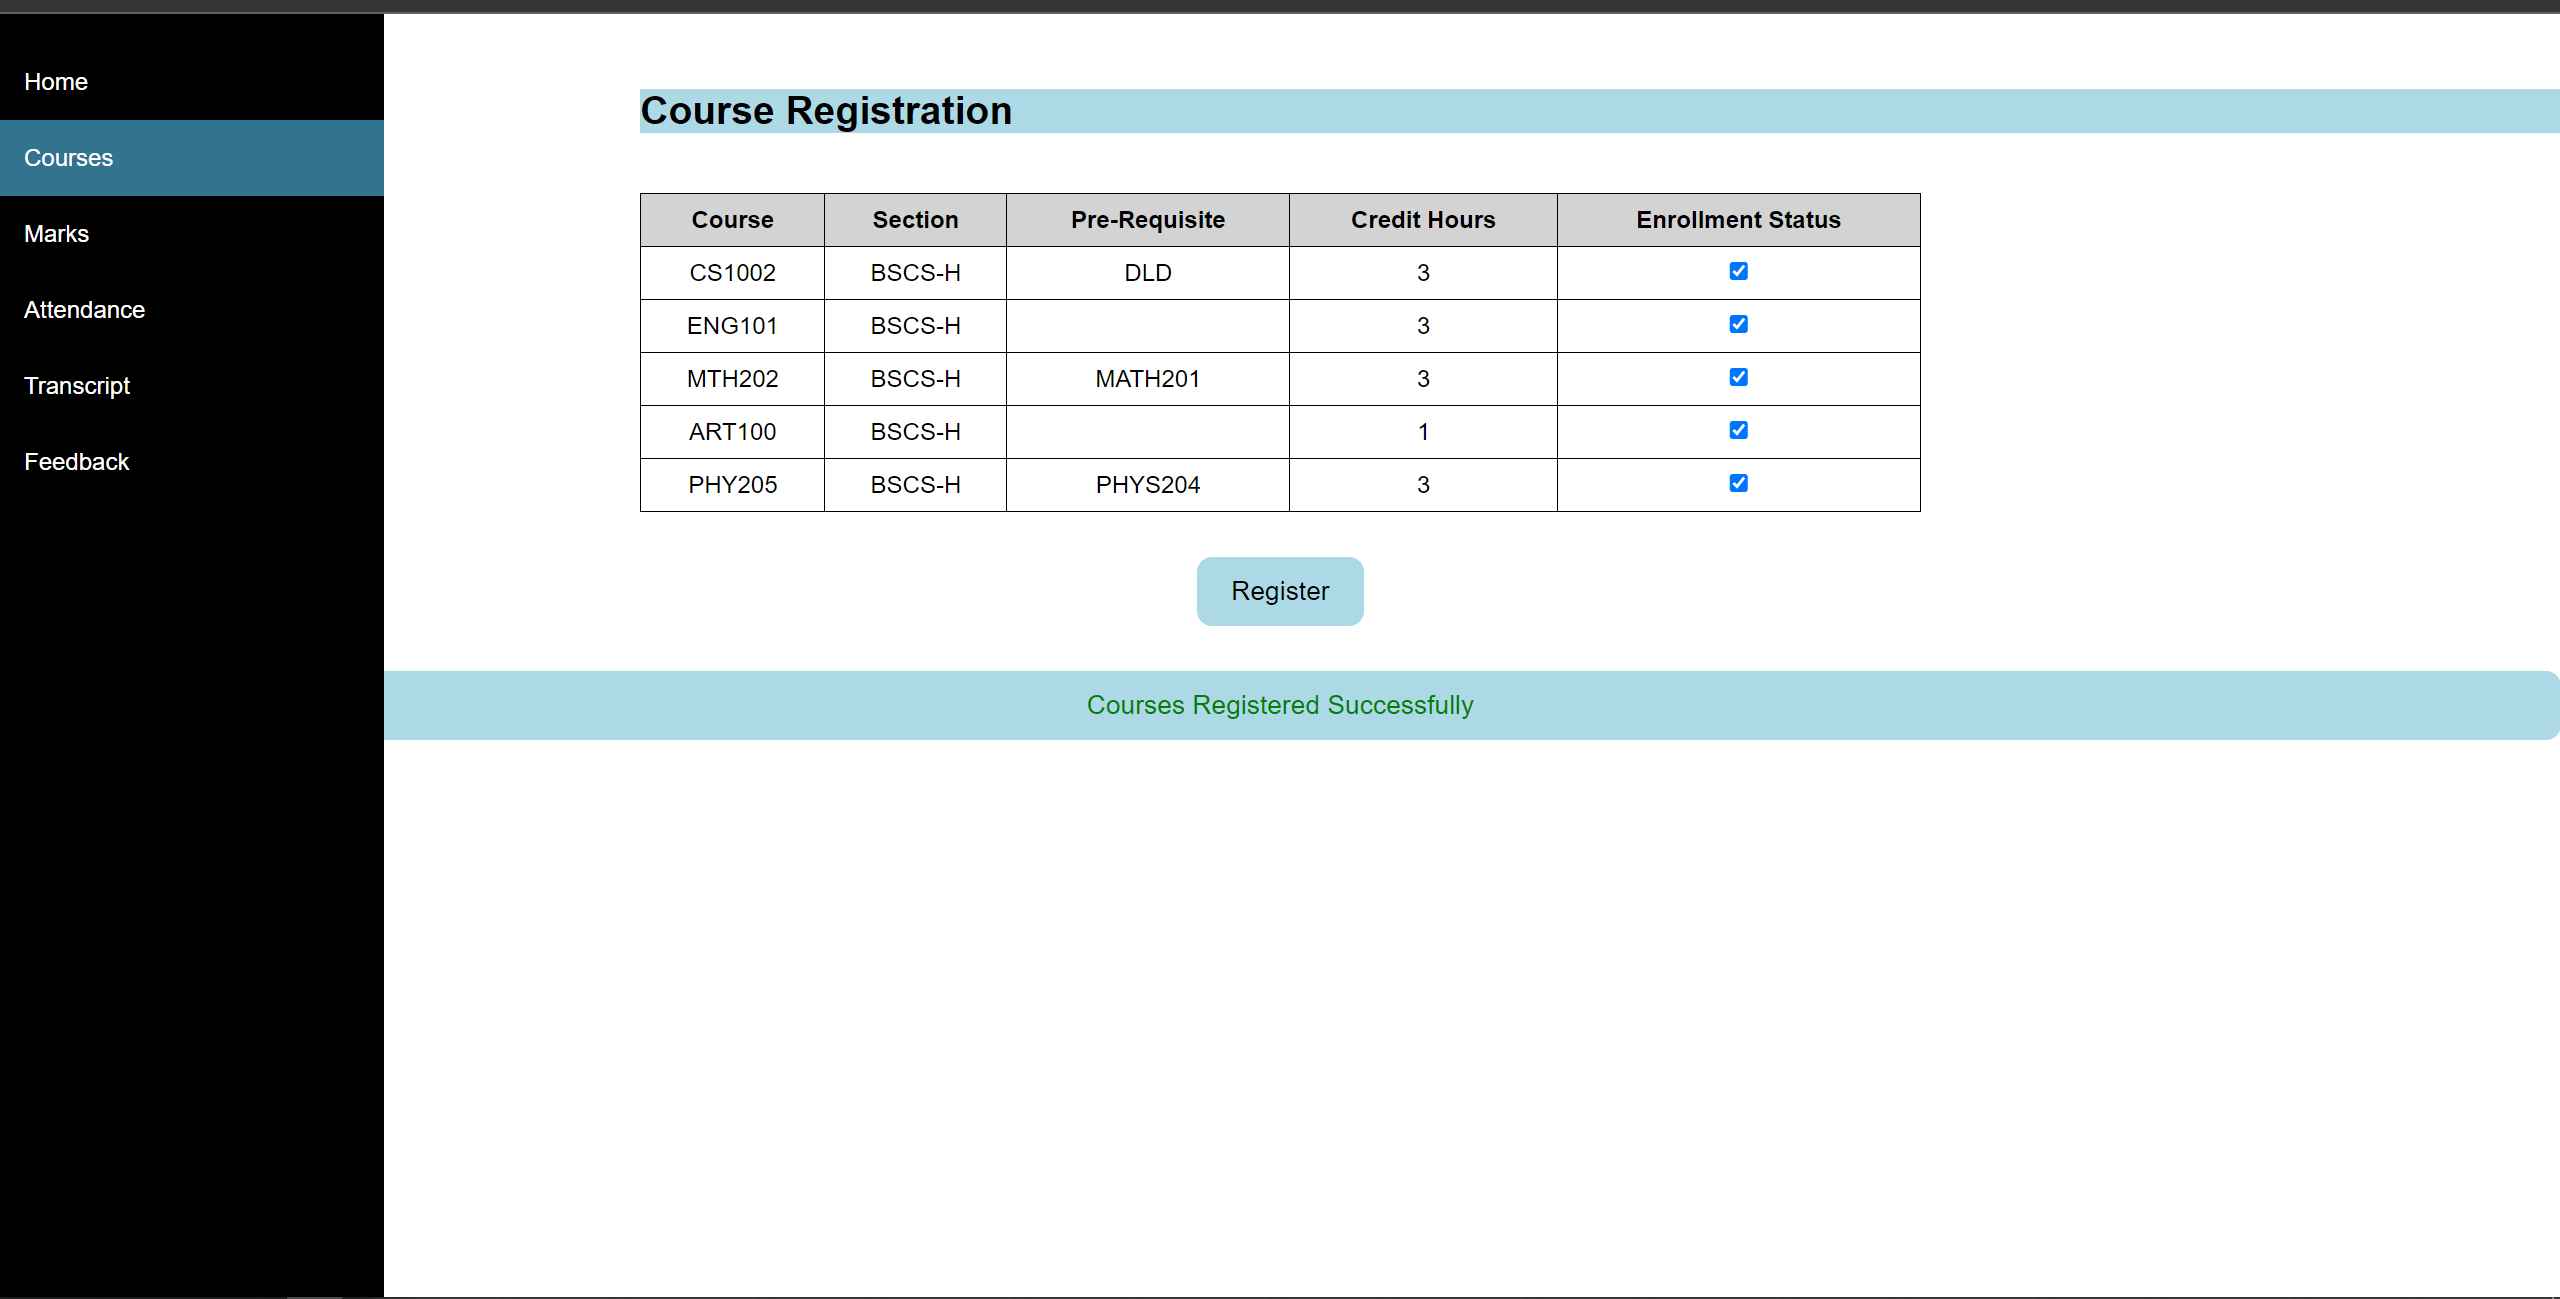 Home
Courses
Marks
Attendance
Transcript
Feedback
Course Registration
Course Section Pre-Requisite Credit Hours Enrollment Status
CS1002 BSCS-H DLD 3
ENG101 BSCS-H 3
MTH202 BSCS-H MATH201 3
ART100 BSCS-H 1
PHY205 BSCS-H PHYS204 3
Register
Courses Registered Successfully